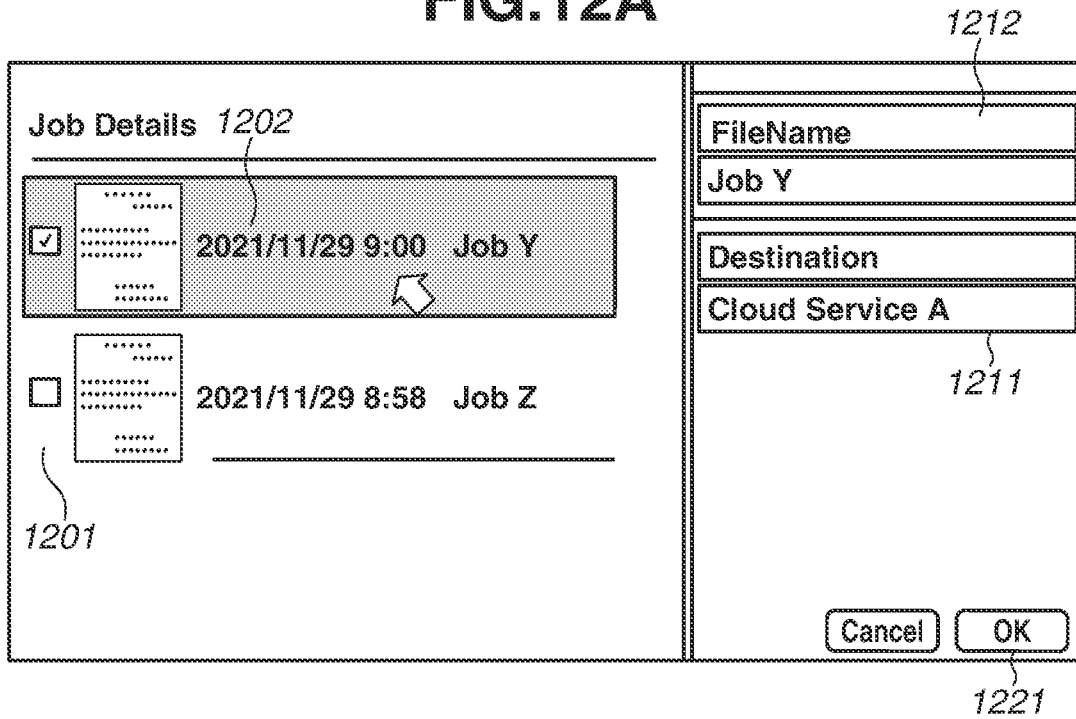 FIG.12A
1212
Job Details 1202
2021/11/29 9:00 Job Y
2021/11/29 8:58 Job Z
1201
FileName
Job Y
Destination
Cloud Service A
1211
Cancel
OK
1221